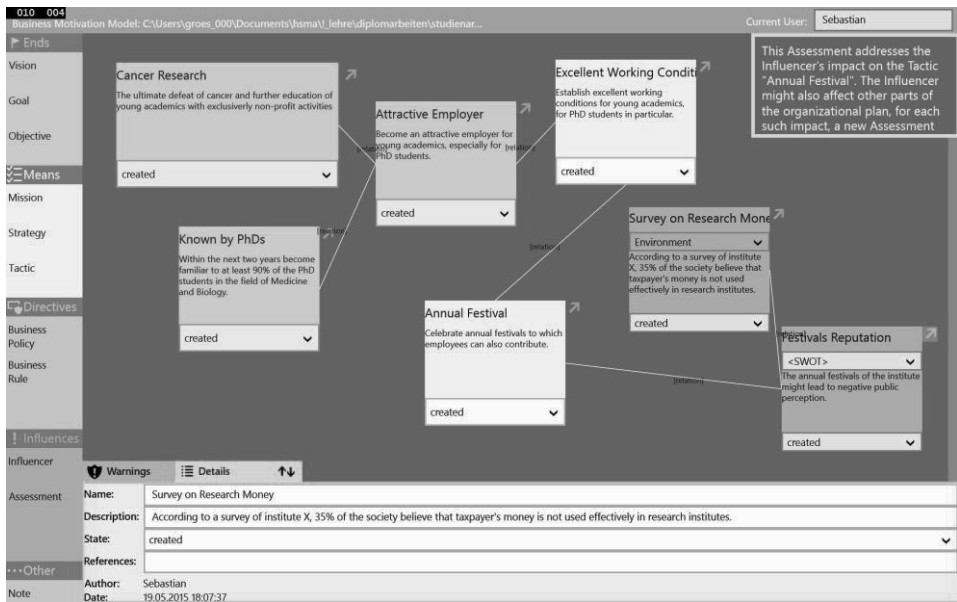 010 004
Business Motivation Model: C:\Users\groes_000\Documents\hsma\!_lehre\diplomarbeiten\studienar...
Current User: Sebastian
Ends
Vision
Goal
Objective
Means
Mission
Strategy
Tactic
Directives
Business
Policy
Business
Rule
Influences
Influencer
Assessment
Other
Note
Cancer Research
The ultimate defeat of cancer and further education of
young academics with exclusiverly non-profit activities
created
Attractive Employer
Become an attractive employer for
young academics, especially for
PhD students.
created
Excellent Working Conditi
Establish excellent working
conditions for young academics,
for PhD students in particular.
created
This Assessment addresses the
Influencer's impact on the Tactic
"Annual Festival". The Influencer
might also affect other parts of
the organizational plan, for each
such impact, a new Assessment
Known by PhDs
Within the next two years become
familiar to at least 90% of the PhD
students in the field of Medicine
and Biology.
created
Survey on Research Mone
Environment
According to a survey of institute
X, 35% of the society believe that
taxpayer's money is not used
effectively in research institutes.
created
Annual Festival
Celebrate annual festivals to which
employees can also contribute.
created
Festivals Reputation
<SWOT>
The annual festivals of the institute
might lead to negative public
perception.
created
[relation]
[relation]
[relation]
[relation]
[relation]
Warnings
Details
Name: Survey on Research Money
Description: According to a survey of institute X, 35% of the society believe that taxpayer's money is not used effectively in research institutes.
State: created
References:
Author: Sebastian
Date: 19.05.2015 18:07:37